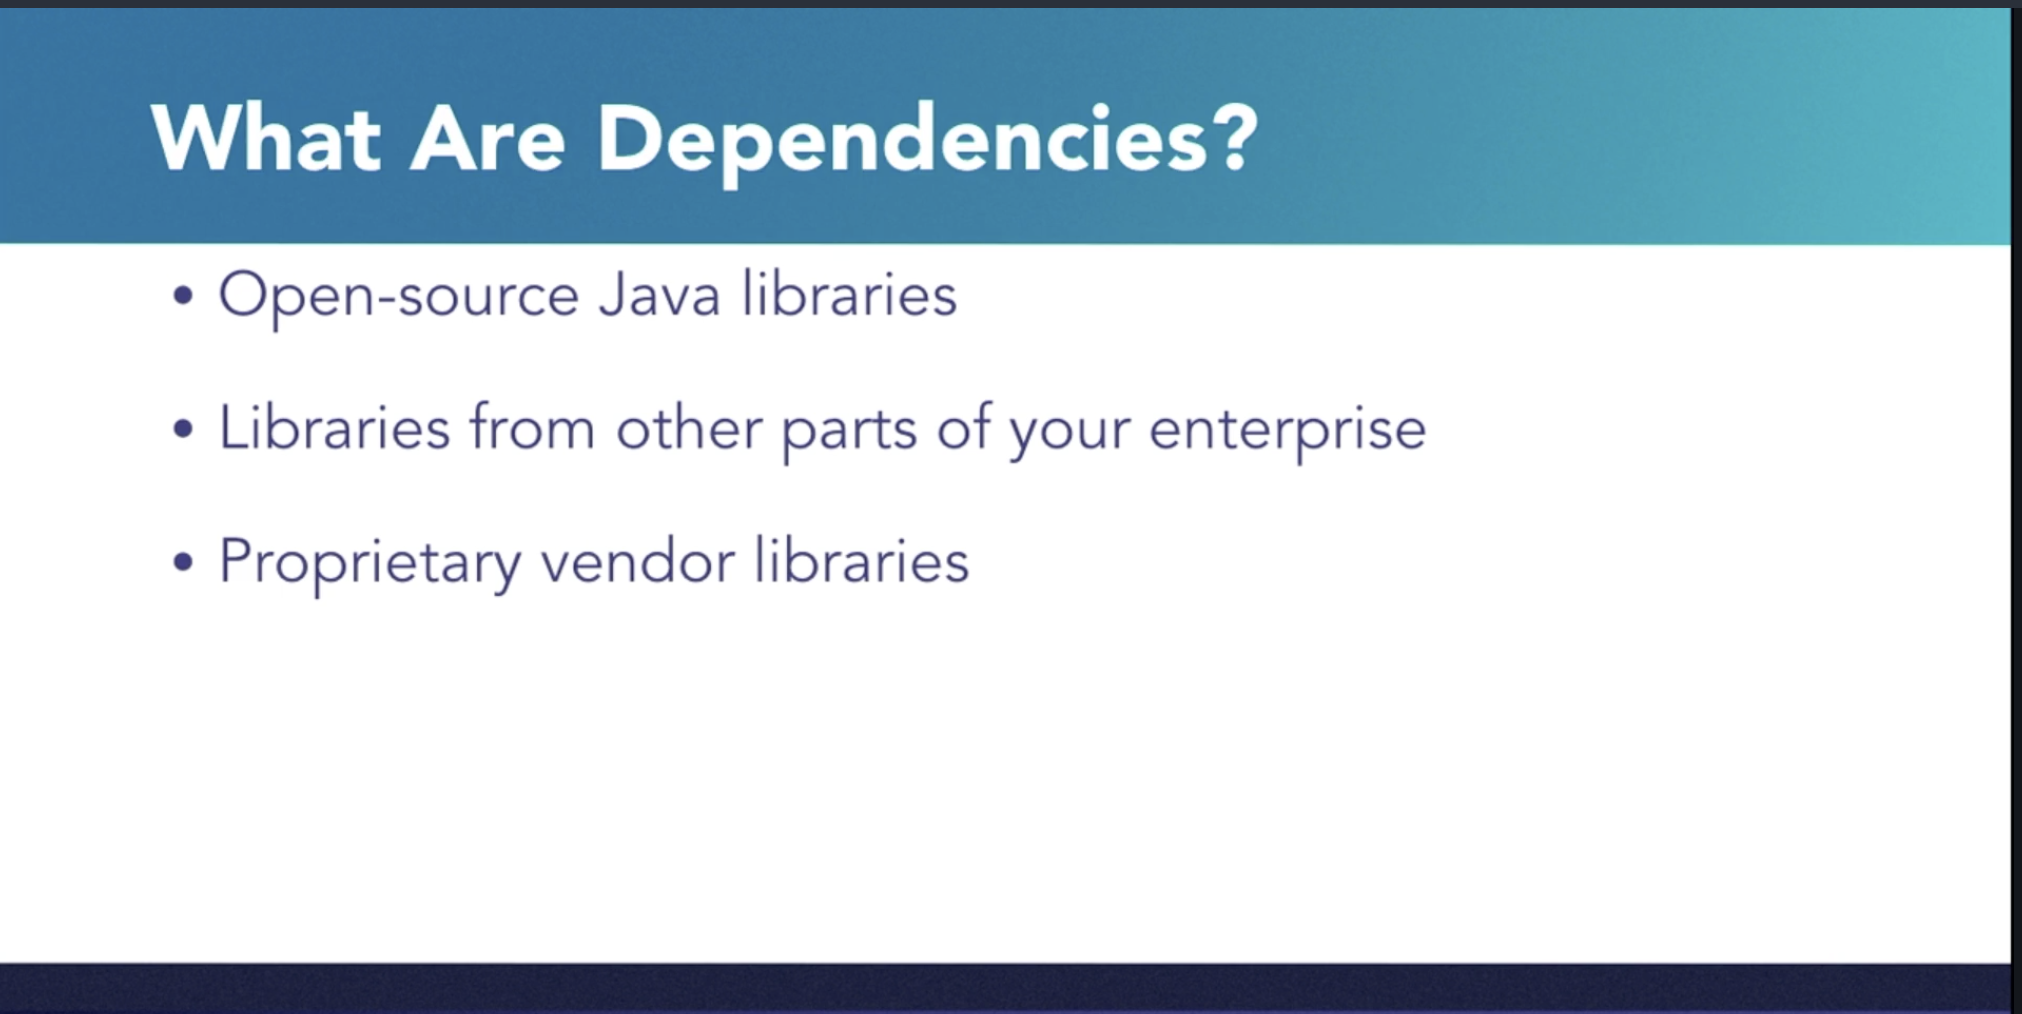 What Are Dependencies?
• Open-source Java libraries
• Libraries from other parts of your enterprise
• Proprietary vendor libraries